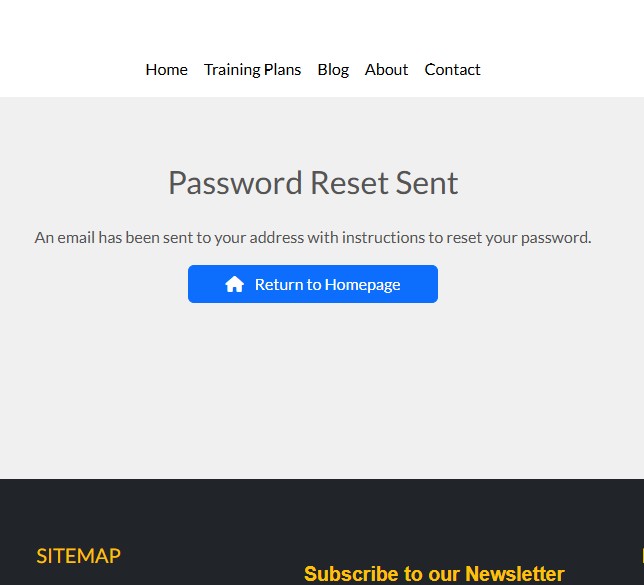 Home Training Plans Blog About Contact
Password Reset Sent
An email has been sent to your address with instructions to reset your password.
Return to Homepage
SITEMAP
Subscribe to our Newsletter